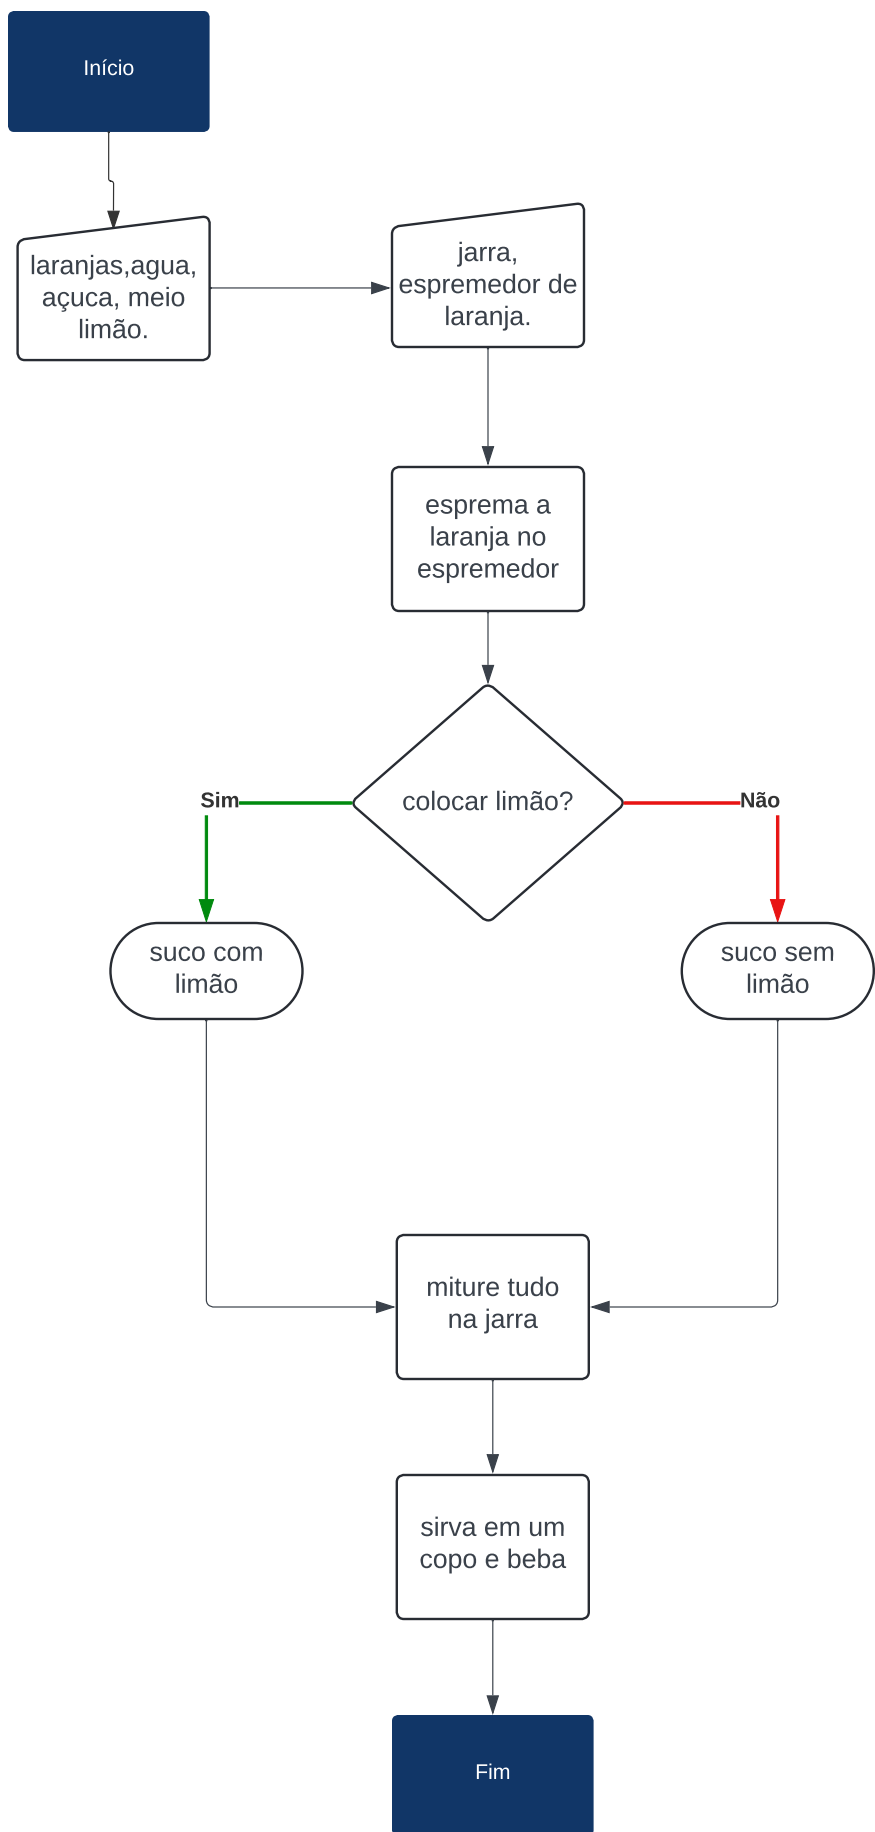 Início
laranjas,agua,
açuca, meio
limão.
jarra,
espremedor de
laranja.
esprema a
laranja no
espremedor
colocar limão?
Sim
Não
suco com
limão
suco sem
limão
miture tudo
na jarra
sirva em um
copo e beba
Fim